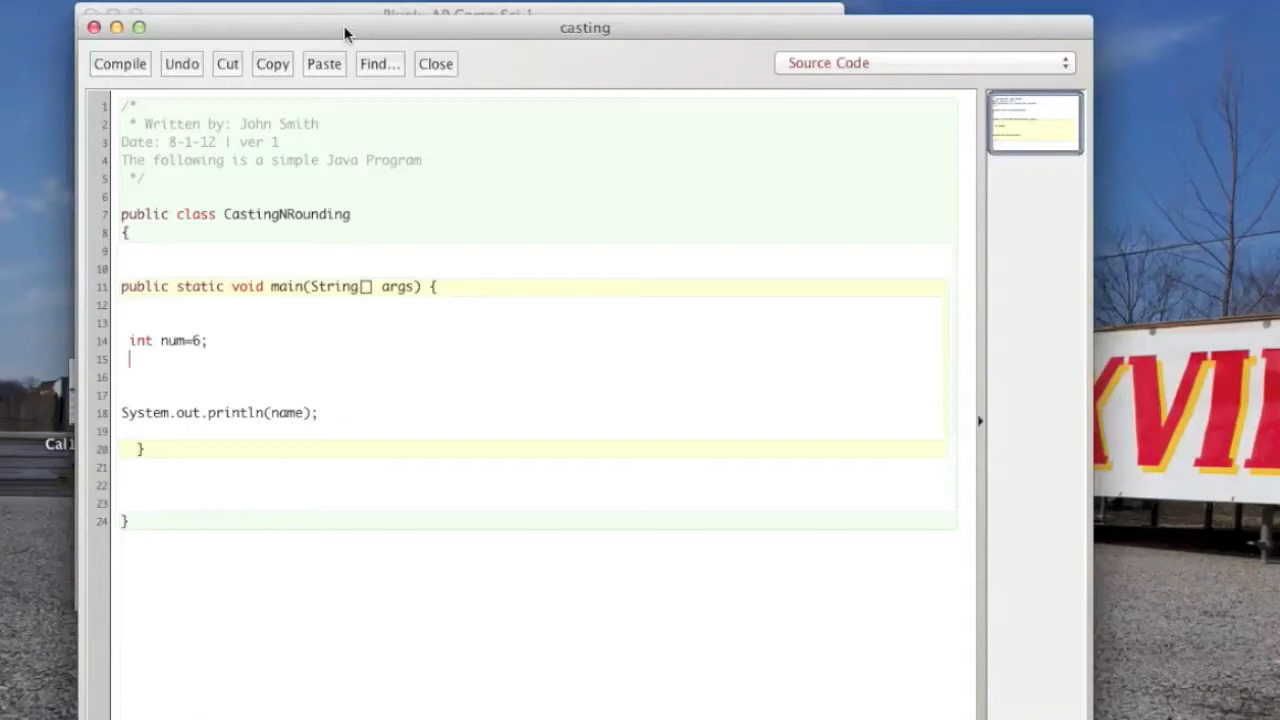 casting
Compile Undo Cut Copy Paste Find... Close Source Code
1 /*
2 * Written by: John Smith
3 Date: 8-1-12 | ver 1
4 The following is a simple Java Program
5 */
6
7 public class CastingNRounding
8 {
9
10
11 public static void main(String[] args) {
12
13
14 int num=6;
15
16
17
18 System.out.println(name);
19
20 }
21
22
23
24 }
Cal